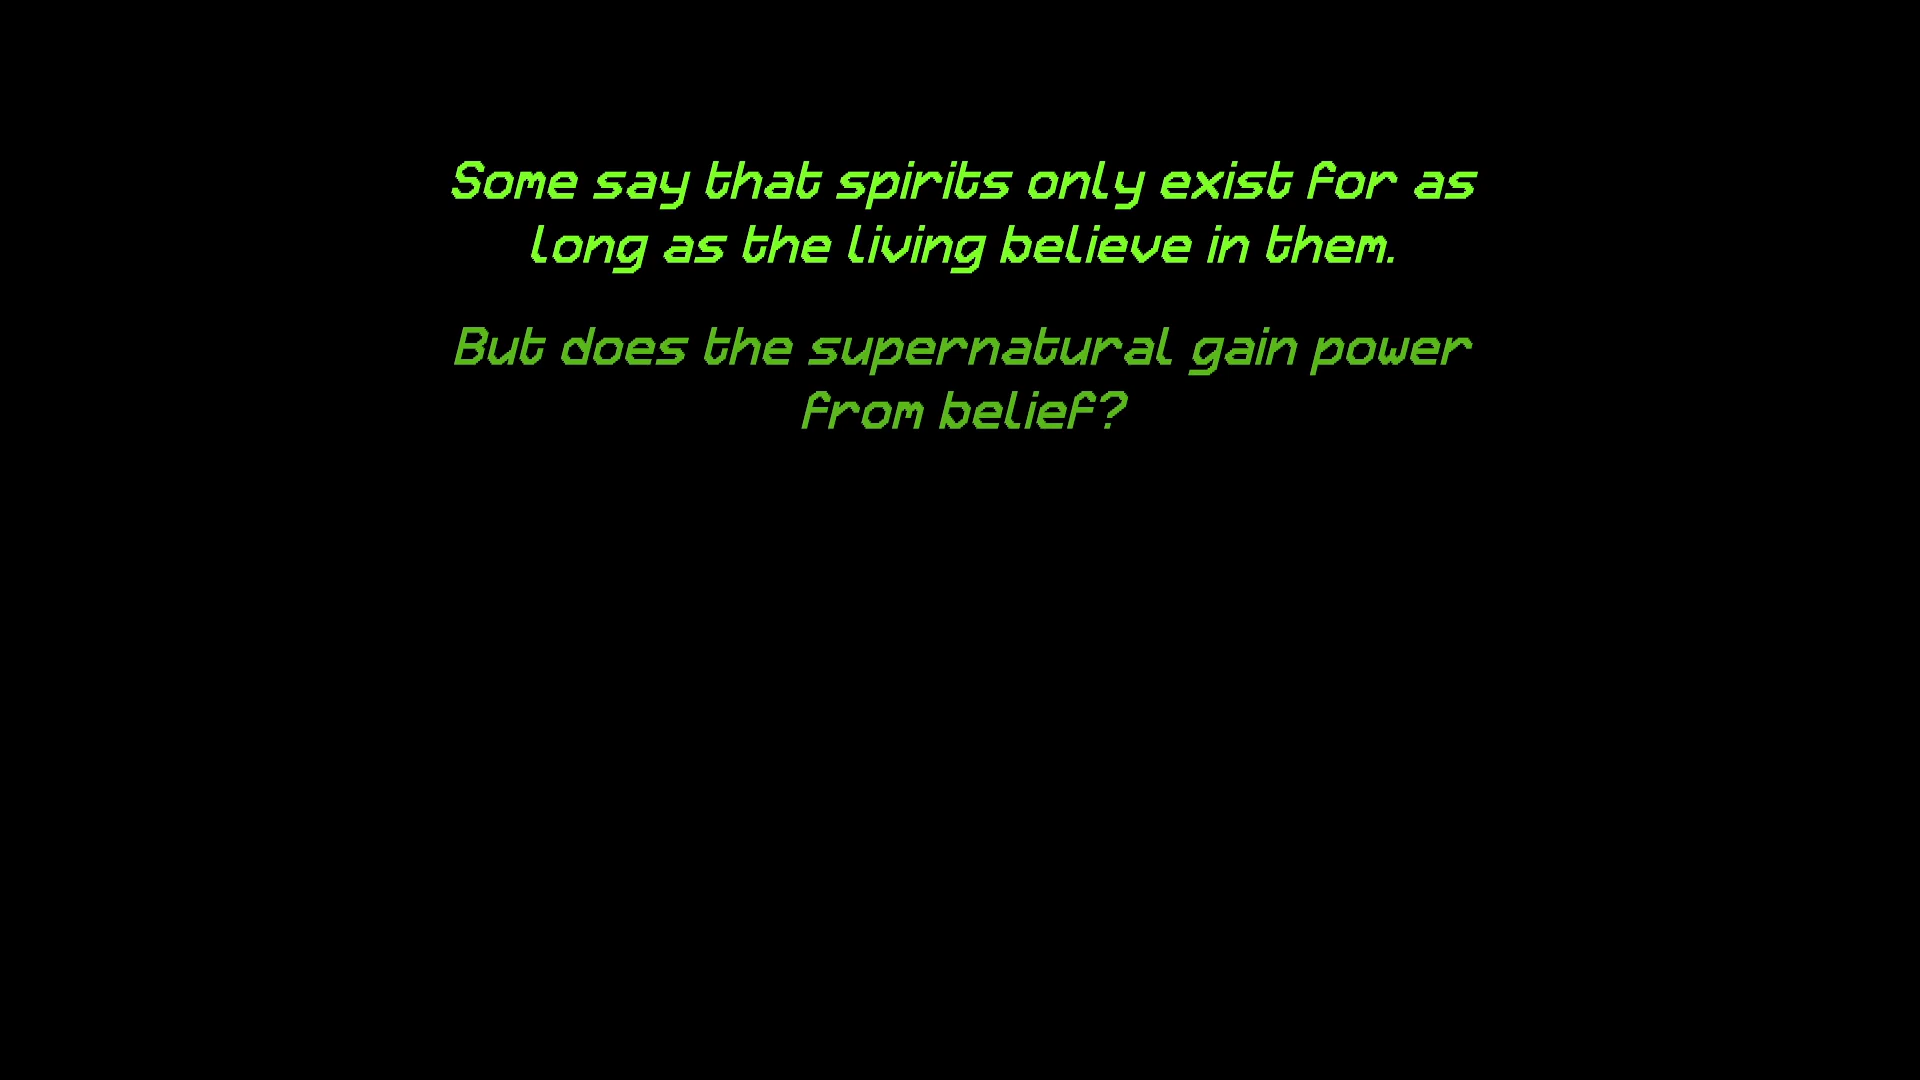 Some say that spirits only exist for as
long as the living believe in them.
But does the supernatural gain power
from belief?